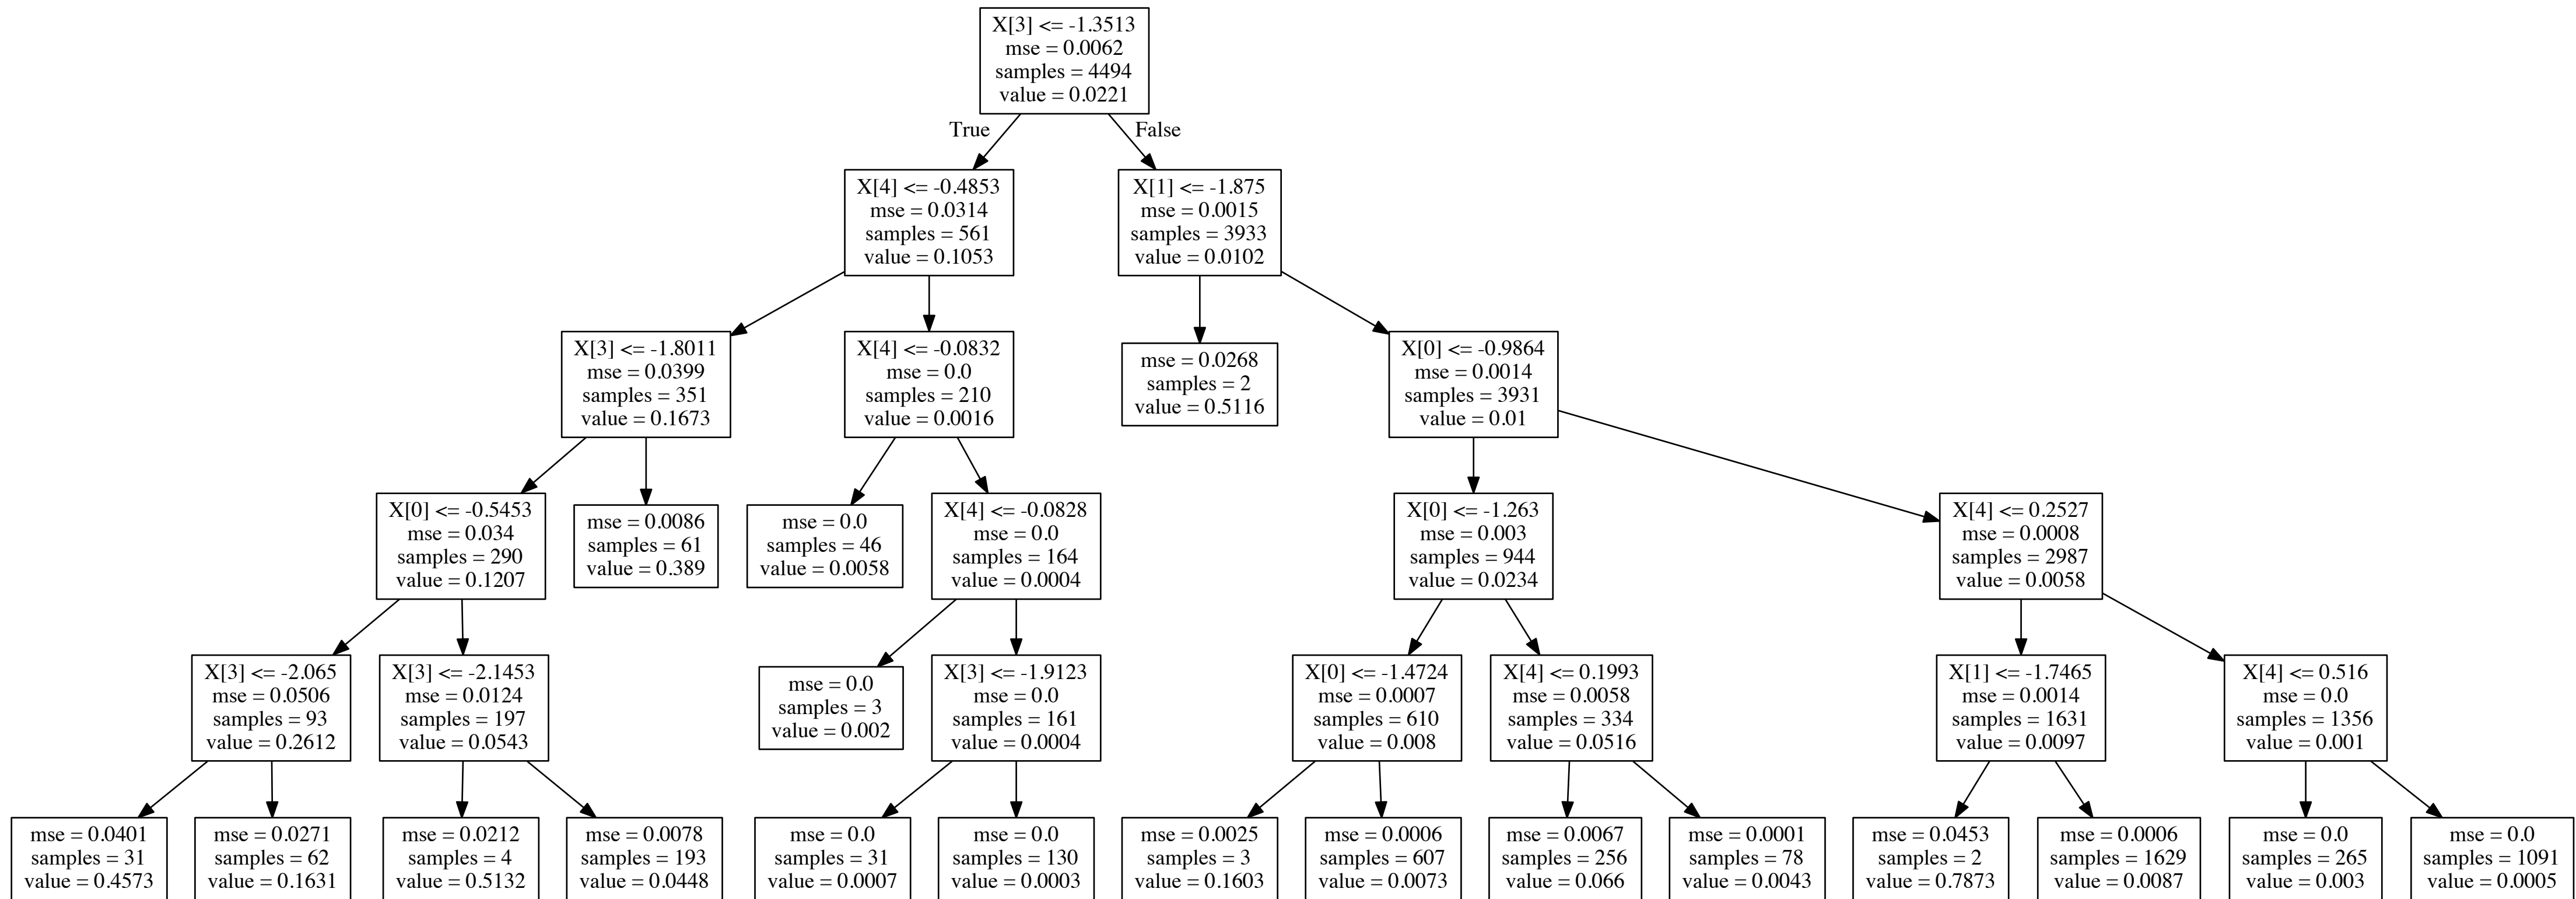 X[3] <= -1.3513
mse = 0.0062
samples = 4494
value = 0.0221
True
False
X[4] <= -0.4853
mse = 0.0314
samples = 561
value = 0.1053
X[1] <= -1.875
mse = 0.0015
samples = 3933
value = 0.0102
X[3] <= -1.8011
mse = 0.0399
samples = 351
value = 0.1673
X[4] <= -0.0832
mse = 0.0
samples = 210
value = 0.0016
mse = 0.0268
samples = 2
value = 0.5116
X[0] <= -0.9864
mse = 0.0014
samples = 3931
value = 0.01
X[0] <= -0.5453
mse = 0.034
samples = 290
value = 0.1207
mse = 0.0086
samples = 61
value = 0.389
mse = 0.0
samples = 46
value = 0.0058
X[4] <= -0.0828
mse = 0.0
samples = 164
value = 0.0004
X[0] <= -1.263
mse = 0.003
samples = 944
value = 0.0234
X[4] <= 0.2527
mse = 0.0008
samples = 2987
value = 0.0058
X[3] <= -2.065
mse = 0.0506
samples = 93
value = 0.2612
X[3] <= -2.1453
mse = 0.0124
samples = 197
value = 0.0543
mse = 0.0
samples = 3
value = 0.002
X[3] <= -1.9123
mse = 0.0
samples = 161
value = 0.0004
X[0] <= -1.4724
mse = 0.0007
samples = 610
value = 0.008
X[4] <= 0.1993
mse = 0.0058
samples = 334
value = 0.0516
X[1] <= -1.7465
mse = 0.0014
samples = 1631
value = 0.0097
X[4] <= 0.516
mse = 0.0
samples = 1356
value = 0.001
mse = 0.0401
samples = 31
value = 0.4573
mse = 0.0271
samples = 62
value = 0.1631
mse = 0.0212
samples = 4
value = 0.5132
mse = 0.0078
samples = 193
value = 0.0448
mse = 0.0
samples = 31
value = 0.0007
mse = 0.0
samples = 130
value = 0.0003
mse = 0.0025
samples = 3
value = 0.1603
mse = 0.0006
samples = 607
value = 0.0073
mse = 0.0067
samples = 256
value = 0.066
mse = 0.0001
samples = 78
value = 0.0043
mse = 0.0453
samples = 2
value = 0.7873
mse = 0.0006
samples = 1629
value = 0.0087
mse = 0.0
samples = 265
value = 0.003
mse = 0.0
samples = 1091
value = 0.0005